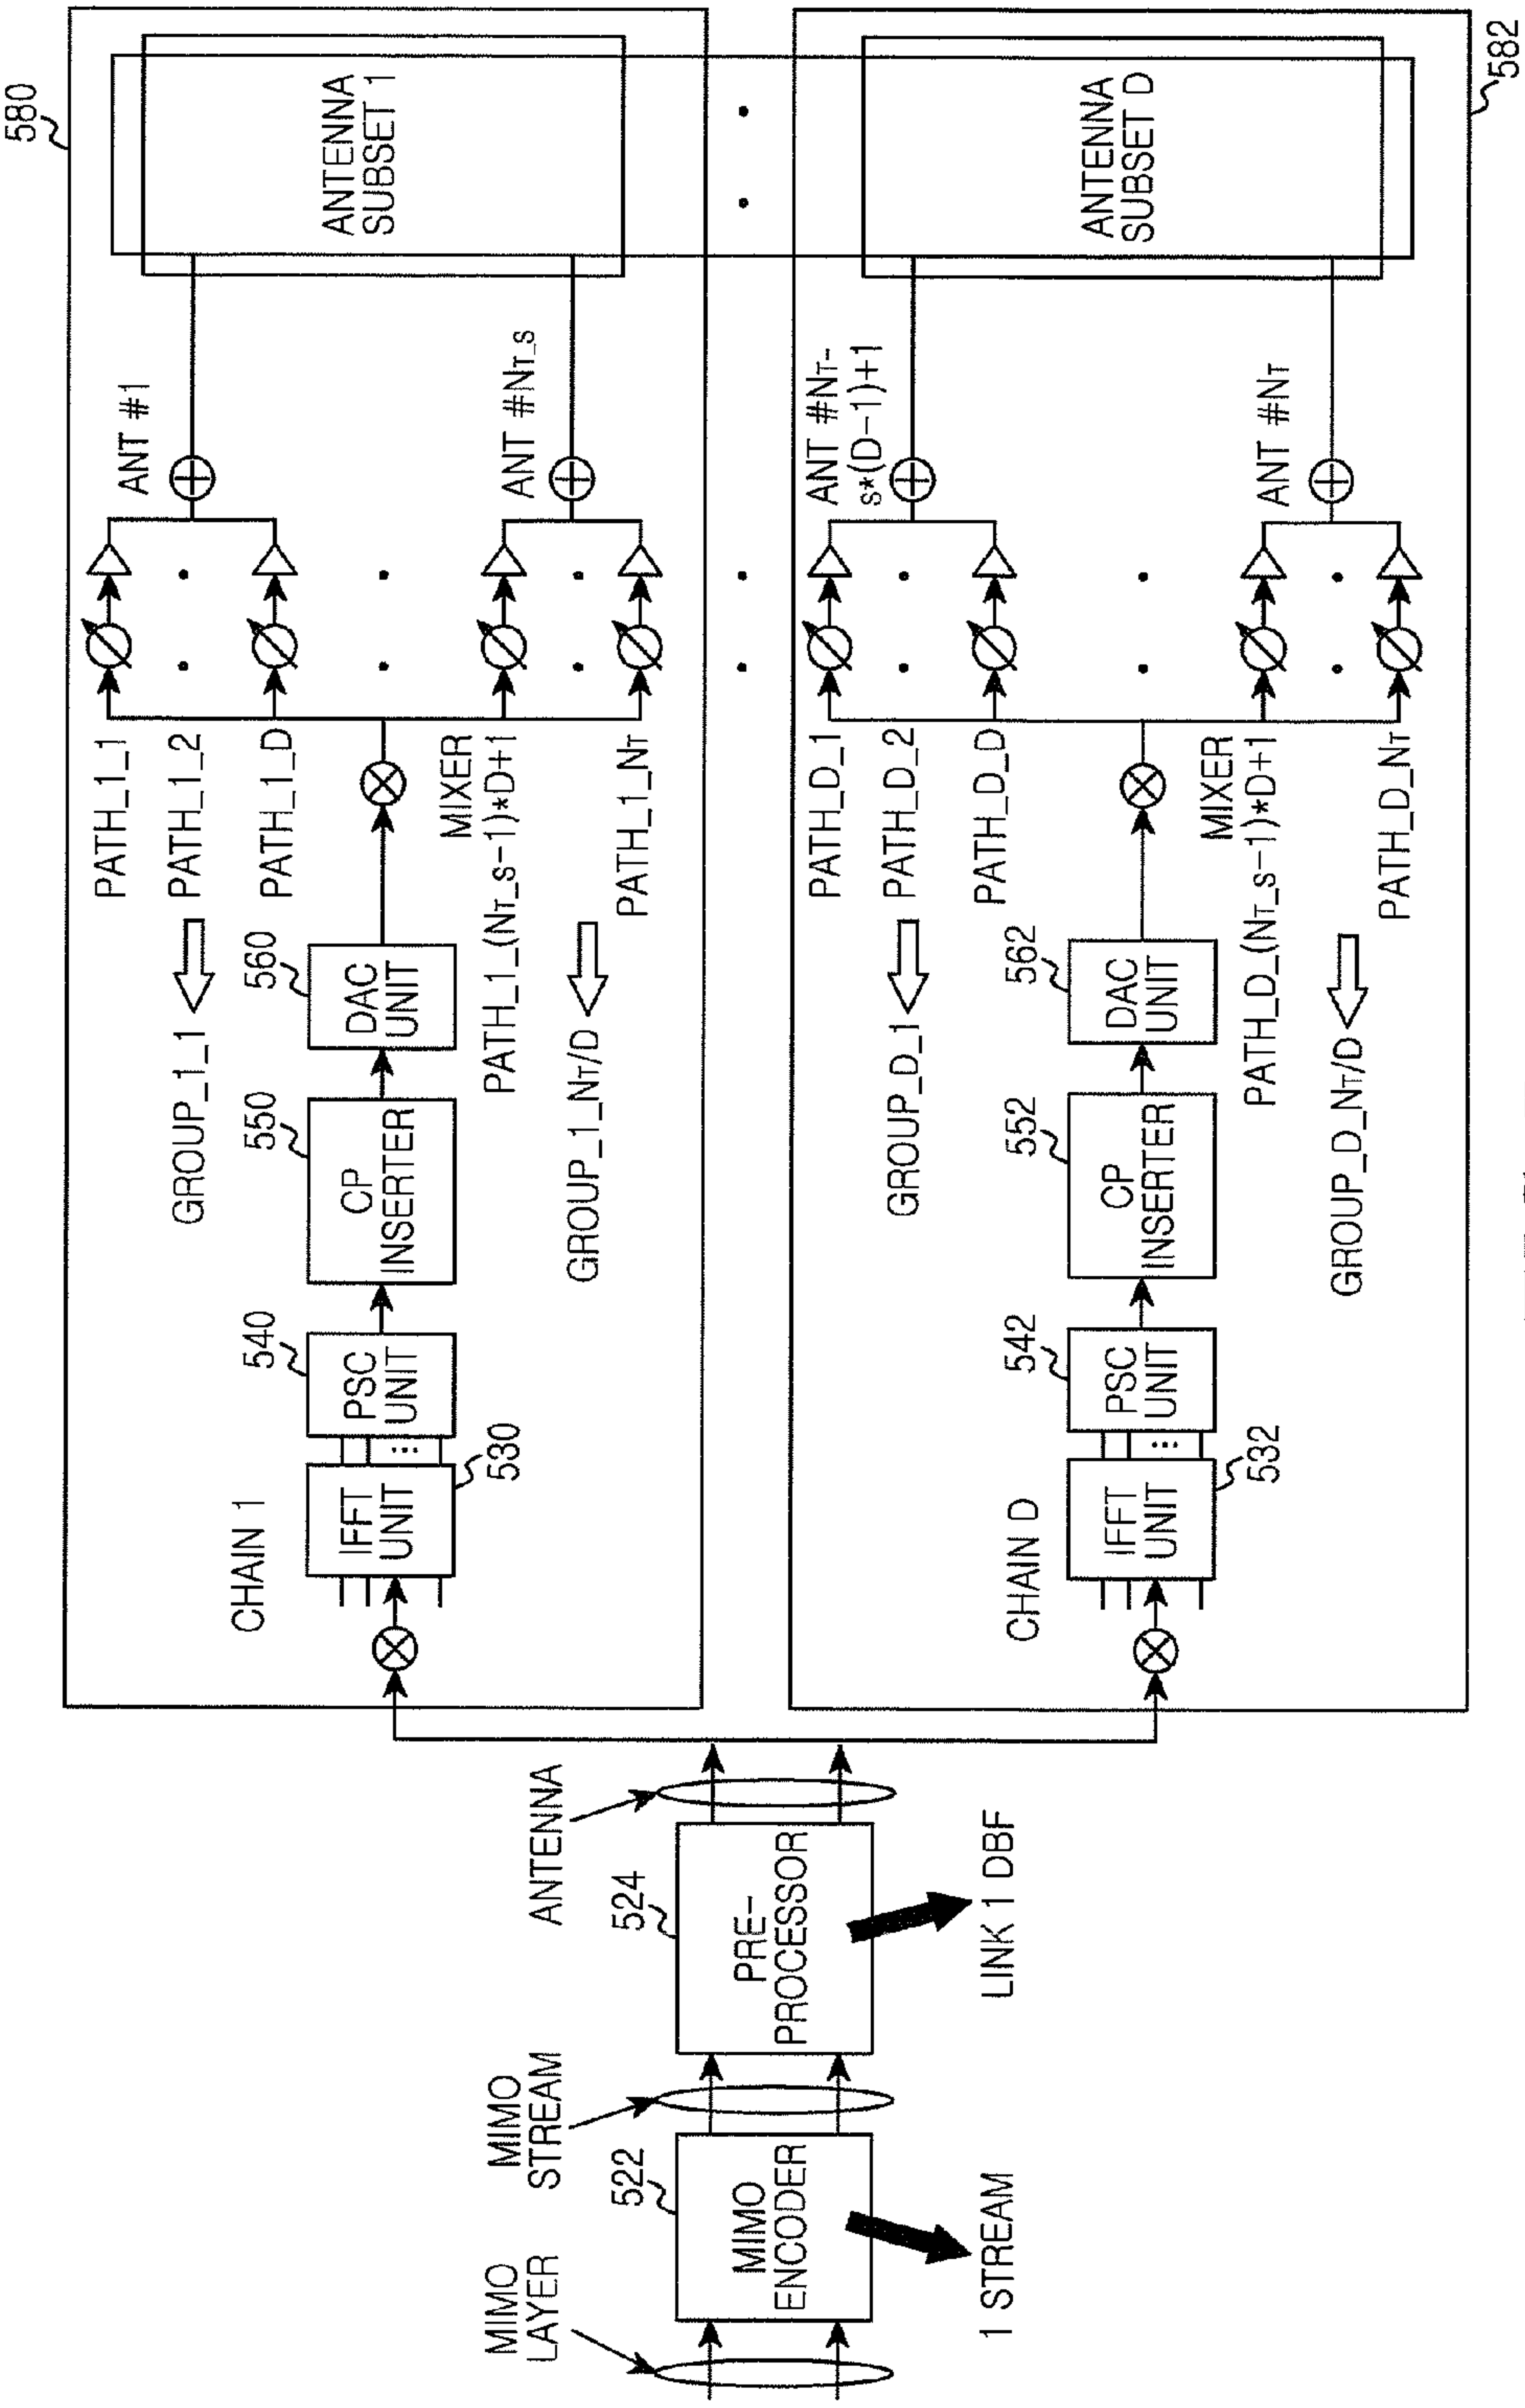 MIMO
LAYER
MIMO
ENCODER
522
1 STREAM
MIMO
STREAM
PRE-
PROCESSOR
524
LINK 1 DBF
ANTENNA
580
CHAIN 1
IFFT
UNIT
530
PSC
UNIT
540
CP
INSERTER
550
DAC
UNIT
560
GROUP_1_1
GROUP_1_NT/D
MIXER
PATH_1_1
PATH_1_2
PATH_1_D
PATH_1_(NT_s-1)*D+1
PATH_1_NT
ANT #1
ANT #NT_s
ANTENNA
SUBSET 1
582
CHAIN D
IFFT
UNIT
532
PSC
UNIT
542
CP
INSERTER
552
DAC
UNIT
562
GROUP_D_1
GROUP_D_NT/D
MIXER
PATH_D_1
PATH_D_2
PATH_D_D
PATH_D_(NT_s-1)*D+1
PATH_D_NT
ANT #NT-
s*(D-1)+1
ANT #NT
ANTENNA
SUBSET D